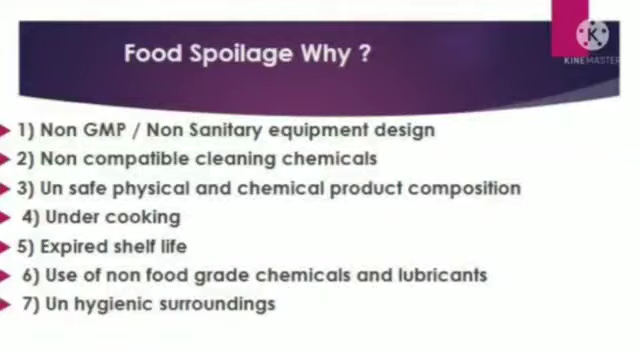 Food Spoilage Why ?
K
KINEMASTER
1) Non GMP / Non Sanitary equipment design
2) Non compatible cleaning chemicals
3) Un safe physical and chemical product composition
4) Under cooking
5) Expired shelf life
6) Use of non food grade chemicals and lubricants
7) Un hygienic surroundings